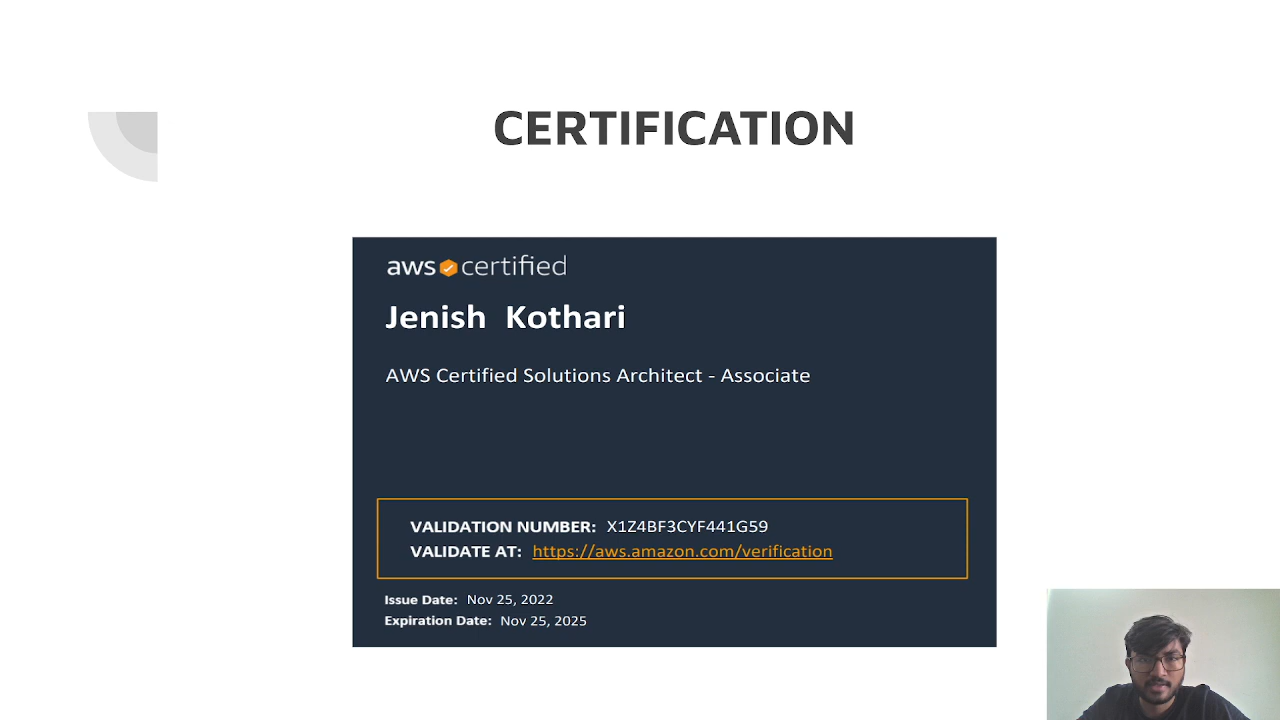 CERTIFICATION
aws certified
Jenish Kothari
AWS Certified Solutions Architect - Associate
VALIDATION NUMBER: X1Z4BF3CYF441G59
VALIDATE AT: https://aws.amazon.com/verification
Issue Date: Nov 25, 2022
Expiration Date: Nov 25, 2025